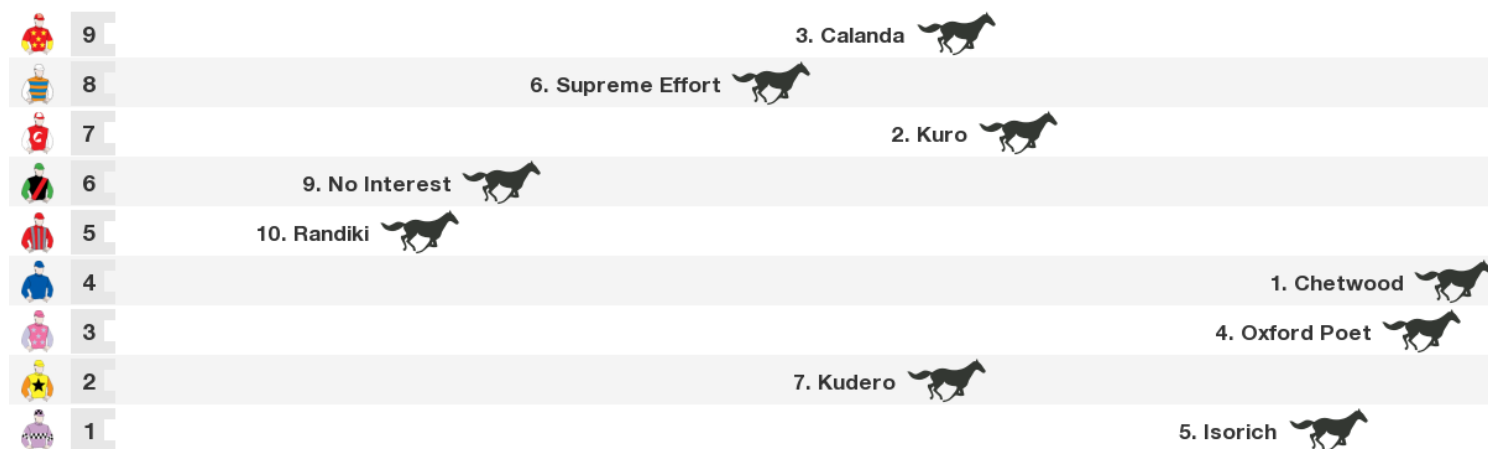 9 3. Calanda
8 6. Supreme Effort
7 2. Kuro
6 9. No Interest
5 10. Randiki
4 1. Chetwood
3 4. Oxford Poet
2 7. Kudero
1 5. Isorich